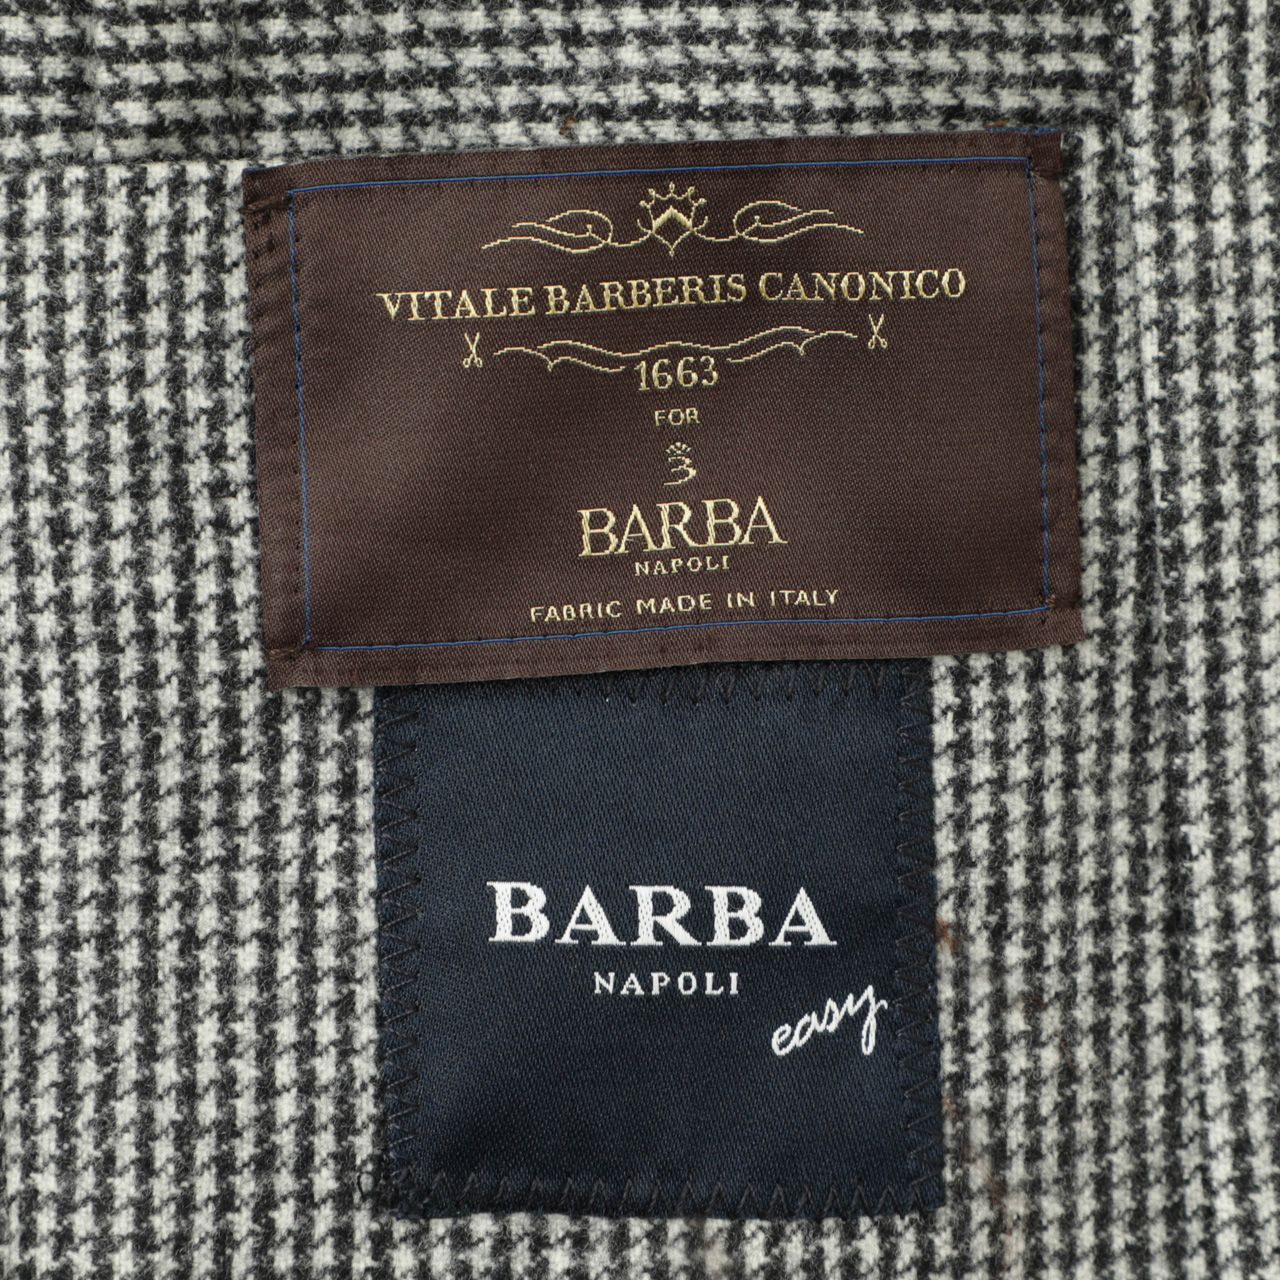 VITALE BARBERIS CANONICO
1663
FOR
BARBA
NAPOLI
FABRIC MADE IN ITALY
BARBA
NAPOLI
easy